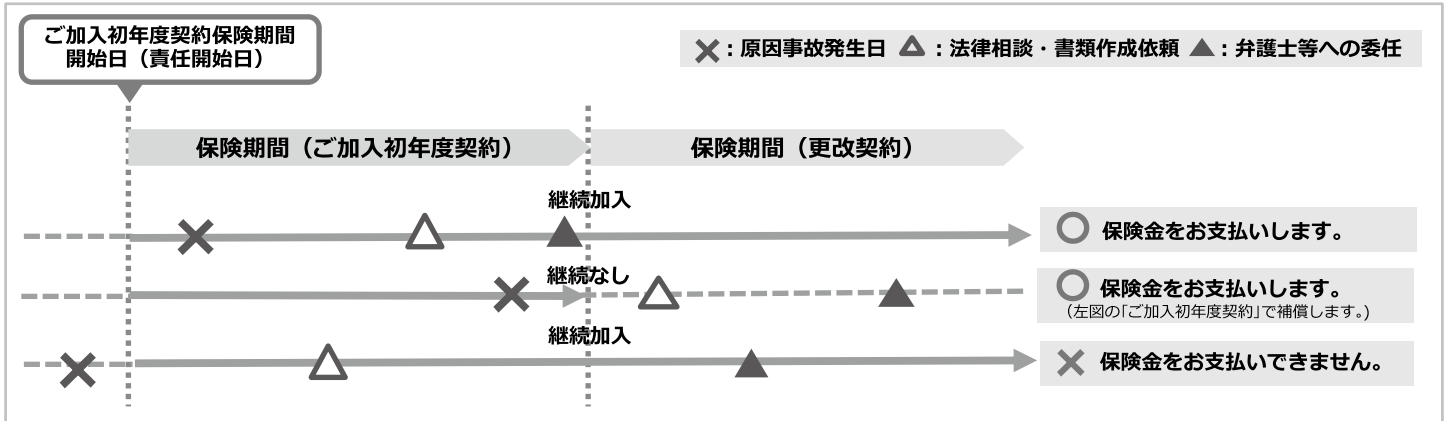 ご加入初年度契約保険期間
開始日（責任開始日）
：原因事故発生日 ：法律相談・書類作成依頼 ：弁護士等への委任
保険期間（ご加入初年度契約） 保険期間（更改契約）
継続加入
保険金をお支払いします。
継続なし
保険金をお支払いします。
（左図の「ご加入初年度契約」で補償します。）
継続加入
保険金をお支払いできません。